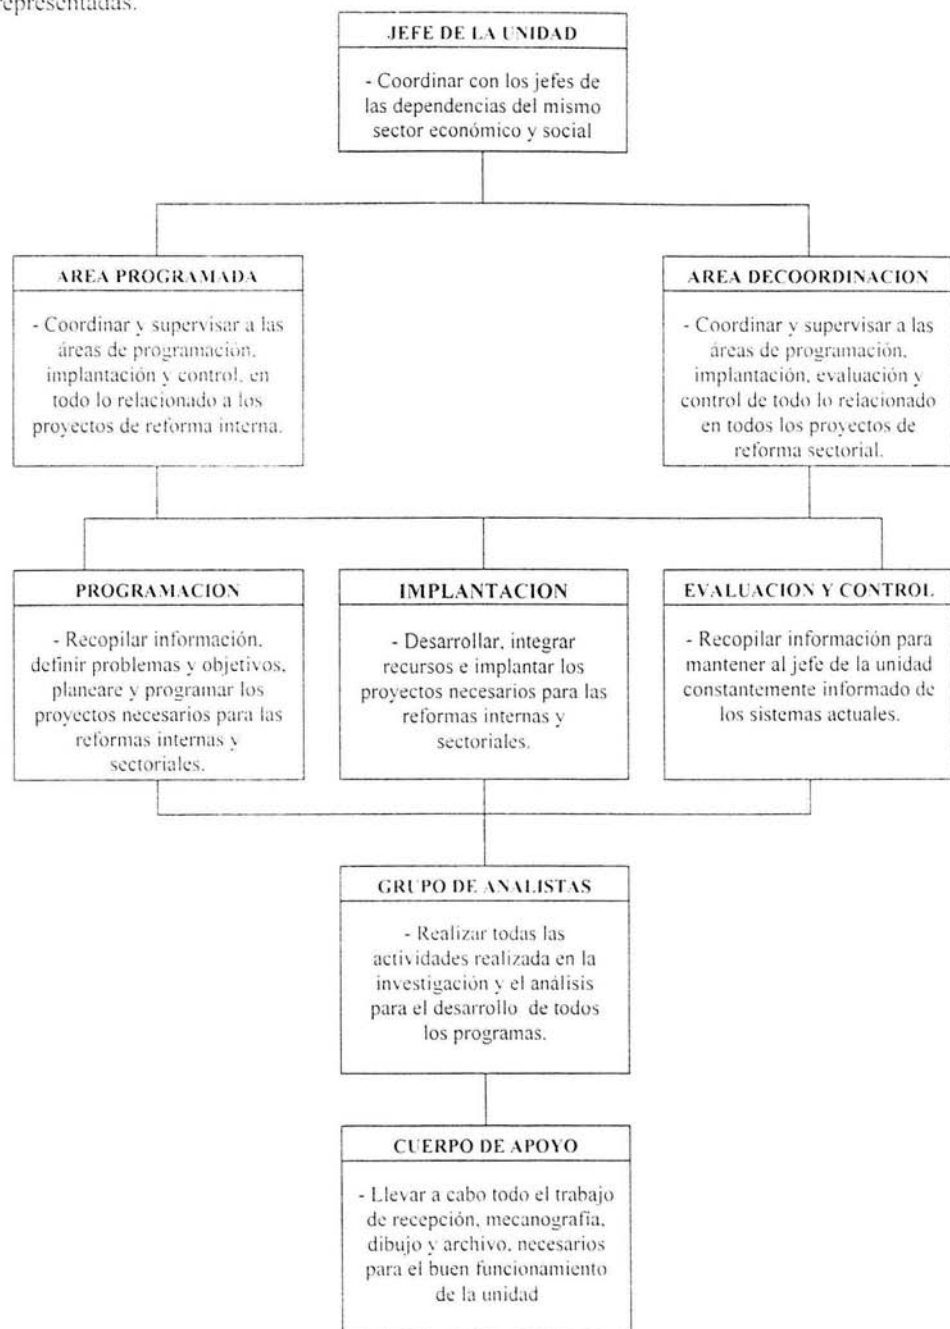 representadas.
JEFE DE LA UNIDAD
- Coordinar con los jefes de
las dependencias del mismo
sector económico y social
AREA PROGRAMADA
- Coordinar y supervisar a las
áreas de programación,
implantación y control, en
todo lo relacionado a los
proyectos de reforma interna.
AREA DECOORDINACION
- Coordinar y supervisar a las
áreas de programación,
implantación, evaluación y
control de todo lo relacionado
en todos los proyectos de
reforma sectorial.
PROGRAMACION
- Recopilar información,
definir problemas y objetivos,
planeare y programar los
proyectos necesarios para las
reformas internas y
sectoriales.
IMPLANTACION
- Desarrollar, integrar
recursos e implantar los
proyectos necesarios para las
reformas internas y
sectoriales.
EVALUACION Y CONTROL
- Recopilar información para
mantener al jefe de la unidad
constantemente informado de
los sistemas actuales.
GRUPO DE ANALISTAS
- Realizar todas las
actividades realizada en la
investigación y el análisis
para el desarrollo de todos
los programas.
CUERPO DE APOYO
- Llevar a cabo todo el trabajo
de recepción, mecanografía,
dibujo y archivo, necesarios
para el buen funcionamiento
de la unidad